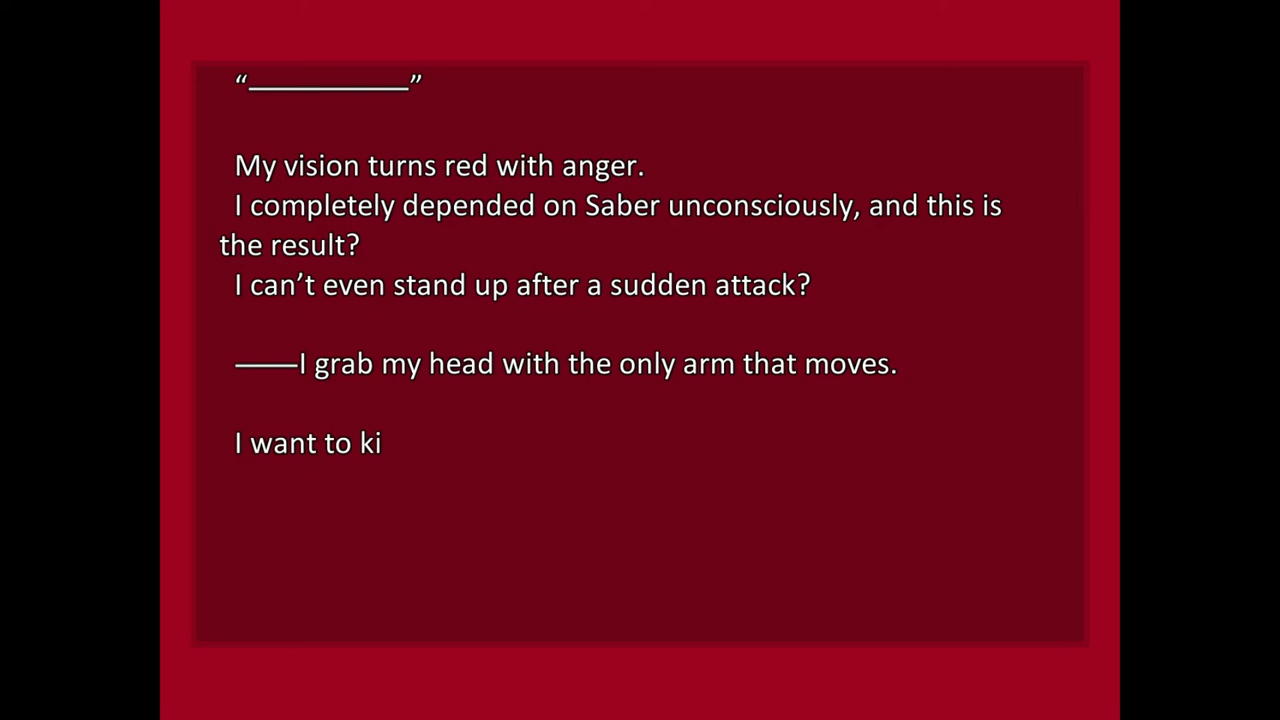 “――――――――――”
My vision turns red with anger.
I completely depended on Saber unconsciously, and this is
the result?
I can’t even stand up after a sudden attack?
――――I grab my head with the only arm that moves.
I want to ki